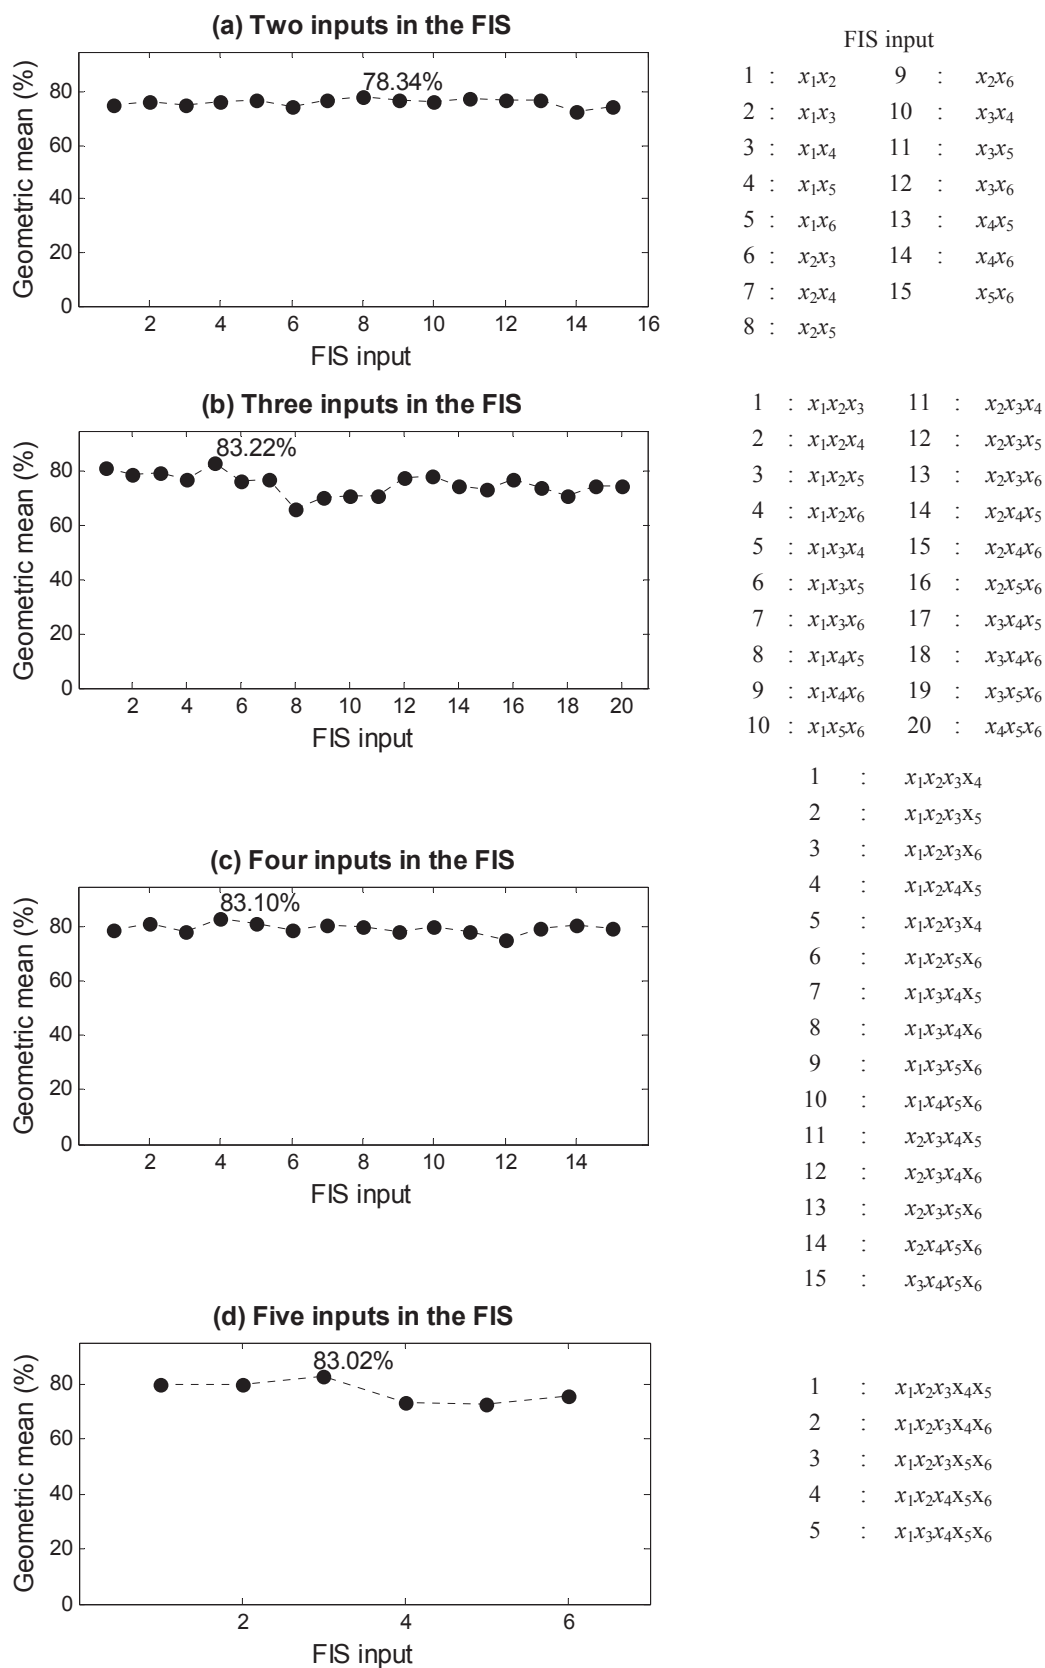 (a) Two inputs in the FIS
Geometric mean (%)
80
60
40
20
0
78.34%
2 4 6 8 10 12 14 16
FIS input
FIS input
1 : x₁x₂ 9 : x₂x₆
2 : x₁x₃ 10 : x₃x₄
3 : x₁x₄ 11 : x₃x₅
4 : x₁x₅ 12 : x₃x₆
5 : x₁x₆ 13 : x₄x₅
6 : x₂x₃ 14 : x₄x₆
7 : x₂x₄ 15 x₅x₆
8 : x₂x₅
(b) Three inputs in the FIS
Geometric mean (%)
80
60
40
20
0
83.22%
2 4 6 8 10 12 14 16 18 20
FIS input
1 : x₁x₂x₃ 11 : x₂x₃x₄
2 : x₁x₂x₄ 12 : x₂x₃x₅
3 : x₁x₂x₅ 13 : x₂x₃x₆
4 : x₁x₂x₆ 14 : x₂x₄x₅
5 : x₁x₃x₄ 15 : x₂x₄x₆
6 : x₁x₃x₅ 16 : x₂x₅x₆
7 : x₁x₃x₆ 17 : x₃x₄x₅
8 : x₁x₄x₅ 18 : x₃x₄x₆
9 : x₁x₄x₆ 19 : x₃x₅x₆
10 : x₁x₅x₆ 20 : x₄x₅x₆
(c) Four inputs in the FIS
Geometric mean (%)
80
60
40
20
0
83.10%
2 4 6 8 10 12 14
FIS input
1 : x₁x₂x₃x₄
2 : x₁x₂x₃x₅
3 : x₁x₂x₃x₆
4 : x₁x₂x₄x₅
5 : x₁x₂x₃x₄
6 : x₁x₂x₅x₆
7 : x₁x₃x₄x₅
8 : x₁x₃x₄x₆
9 : x₁x₃x₅x₆
10 : x₁x₄x₅x₆
11 : x₂x₃x₄x₅
12 : x₂x₃x₄x₆
13 : x₂x₃x₅x₆
14 : x₂x₄x₅x₆
15 : x₃x₄x₅x₆
(d) Five inputs in the FIS
Geometric mean (%)
80
60
40
20
0
83.02%
2 4 6
FIS input
1 : x₁x₂x₃x₄x₅
2 : x₁x₂x₃x₄x₆
3 : x₁x₂x₃x₅x₆
4 : x₁x₂x₄x₅x₆
5 : x₁x₃x₄x₅x₆